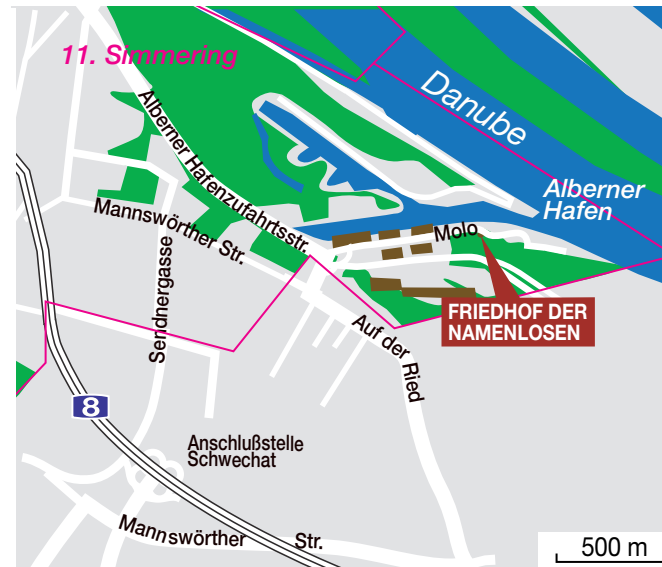 11. Simmering
Danube
Alberner Hafenzufahrtsstr.
Alberner
Hafen
Mannswörther Str.
Molo
FRIEDHOF DER
NAMENLOSEN
Sendnergasse
Auf der Ried
8
Anschlußstelle
Schwechat
Mannswörther Str.
500 m